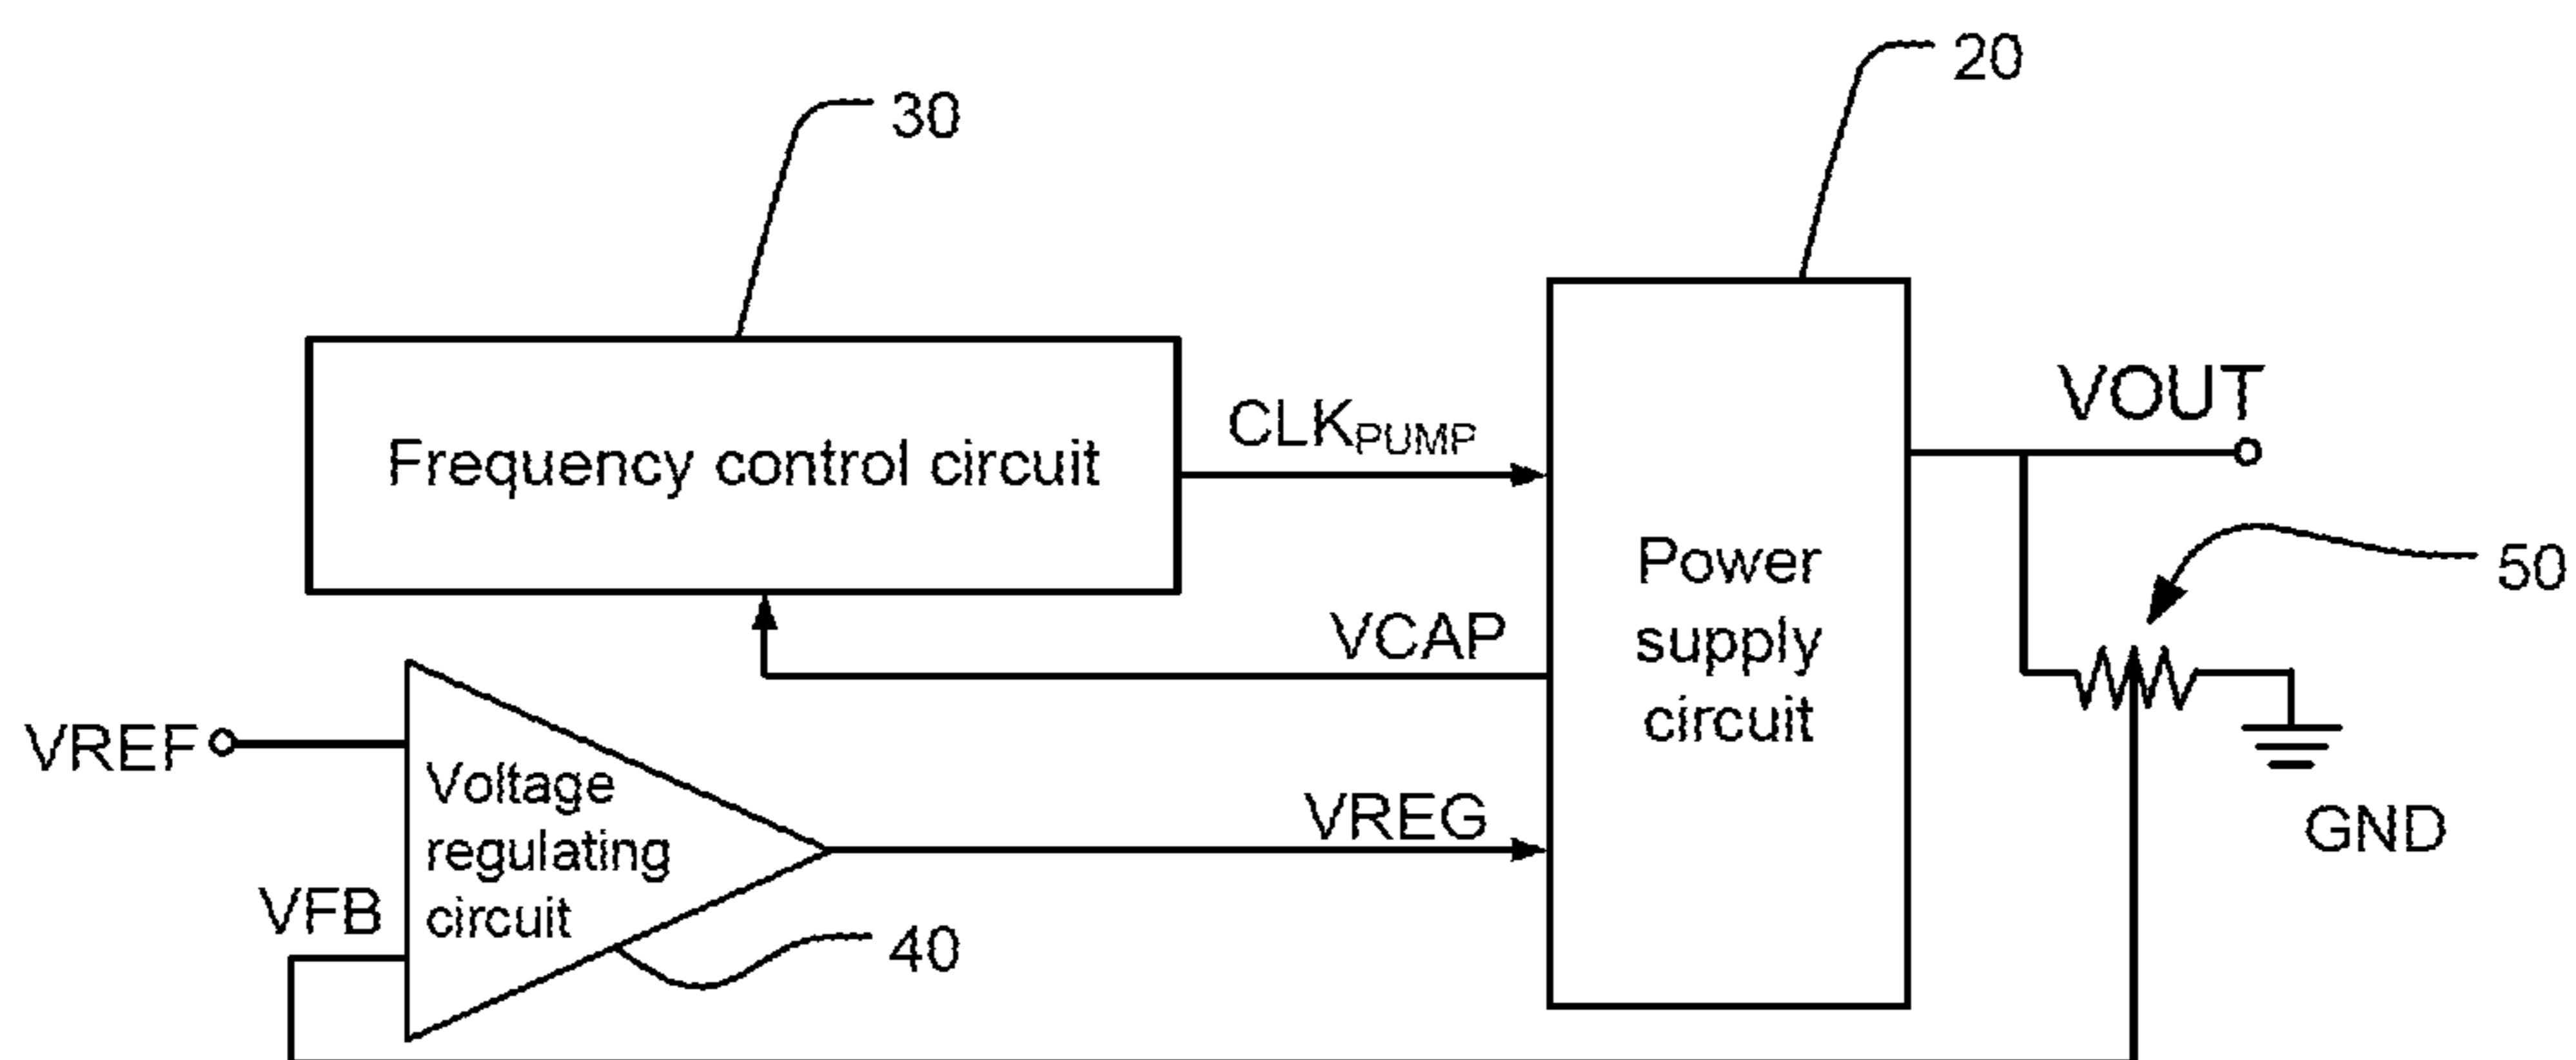 20
30
VOUT
CLKPUMP
Frequency control circuit
Power
supply
circuit
50
VCAP
VREF
Voltage
regulating
circuit
VREG
GND
VFB
40